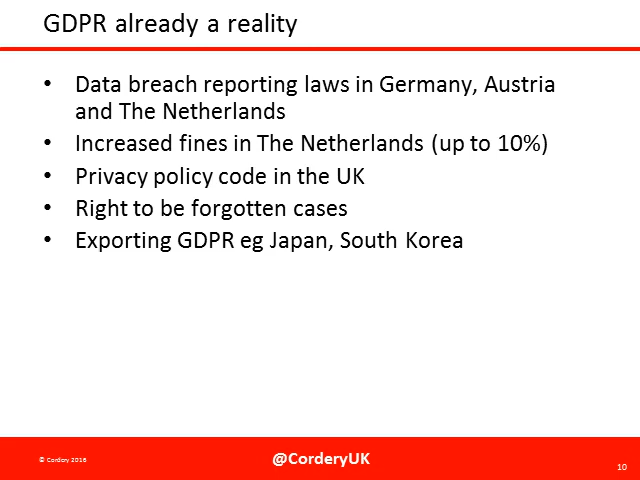 GDPR already a reality
• Data breach reporting laws in Germany, Austria
and The Netherlands
• Increased fines in The Netherlands (up to 10%)
• Privacy policy code in the UK
• Right to be forgotten cases
• Exporting GDPR eg Japan, South Korea
© Cordery 2016
@CorderyUK
10